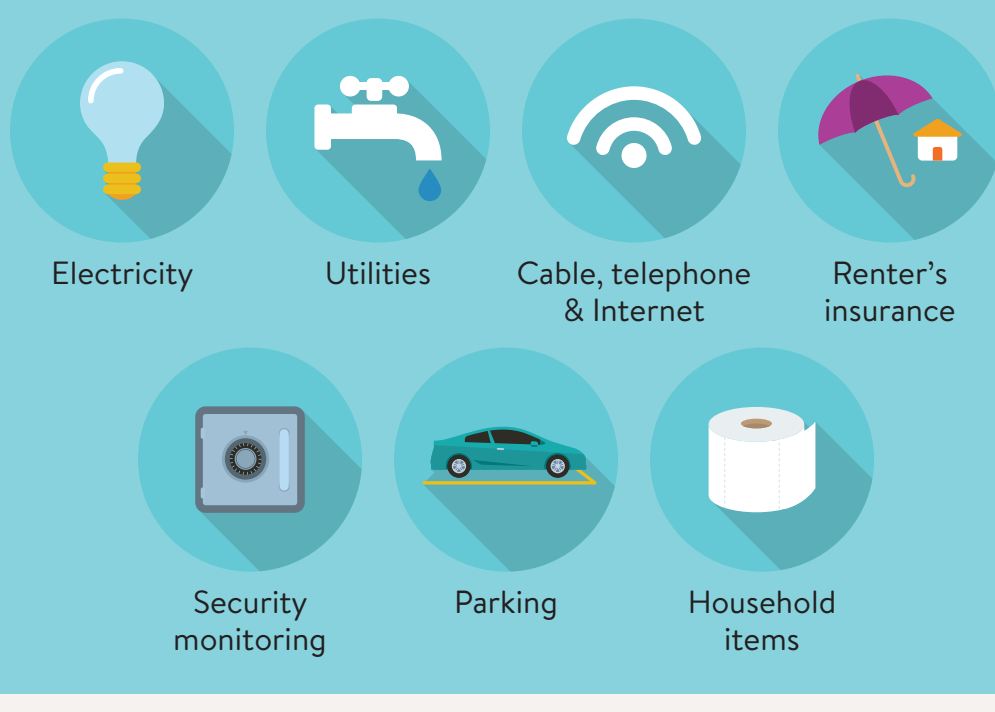 Electricity
Utilities
Cable, telephone
& Internet
Renter’s
insurance
Security
monitoring
Parking
Household
items